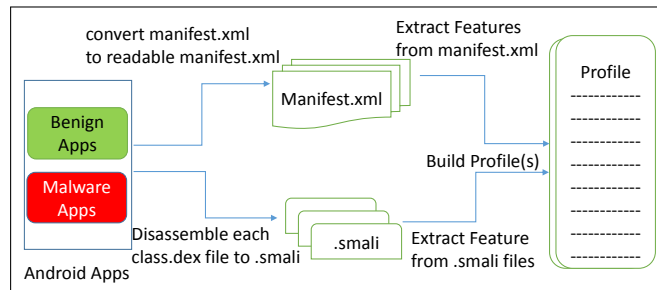 convert manifest.xml
to readable manifest.xml
Extract Features
from manifest.xml
Manifest.xml
Profile
------------
------------
------------
------------
------------
------------
------------
------------
Benign
Apps
Malware
Apps
Build Profile(s)
Disassemble each
class.dex file to .smali
.smali
Extract Feature
from .smali files
Android Apps